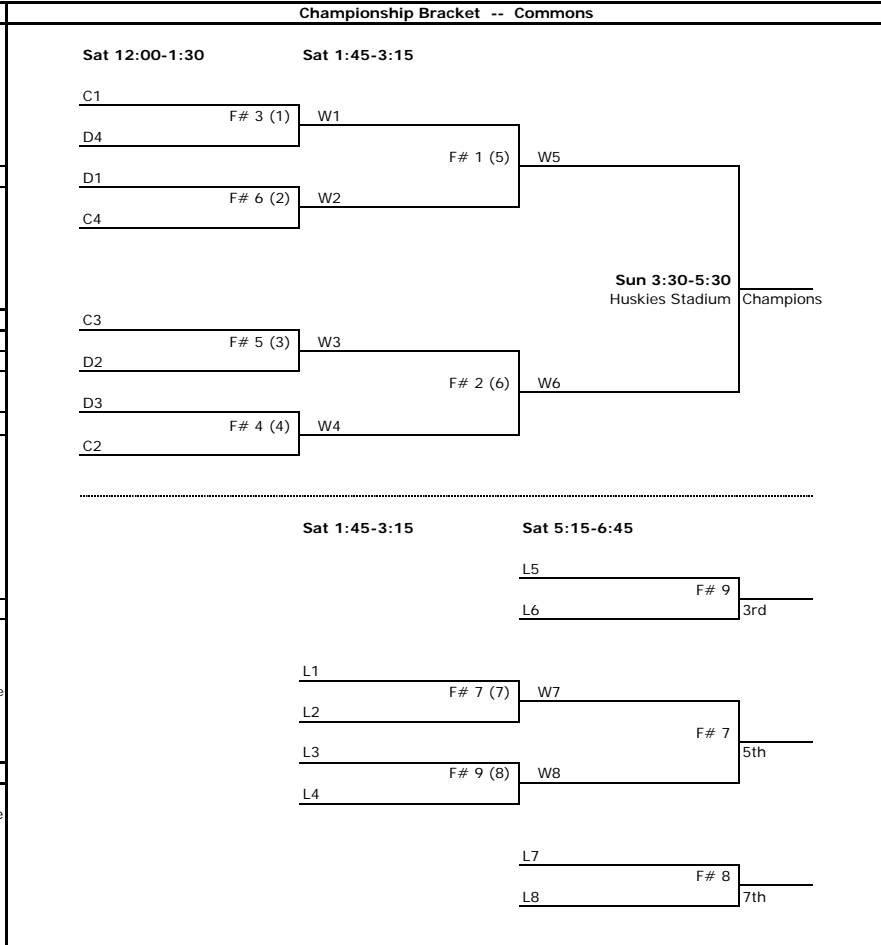 Championship Bracket -- Commons
Sat 12:00-1:30 Sat 1:45-3:15
C1
F# 3 (1) W1
D4
F# 1 (5) W5
D1
F# 6 (2) W2
C4
Sun 3:30-5:30
Huskies Stadium Champions
C3
F# 5 (3) W3
D2
F# 2 (6) W6
D3
F# 4 (4) W4
C2
Sat 1:45-3:15 Sat 5:15-6:45
L5
F# 9
L6 3rd
L1
F# 7 (7) W7
L2
F# 7
L3 5th
F# 9 (8) W8
L4
L7
F# 8
L8 7th
e
e